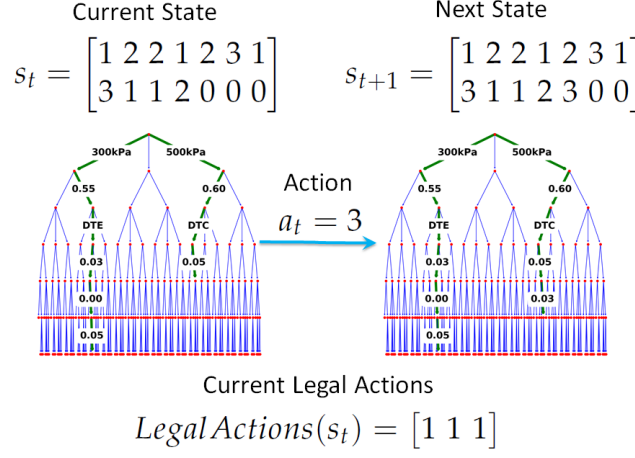 Current State
Next State
s_t = [1 2 2 1 2 3 1
3 1 1 2 0 0 0]
s_{t+1} = [1 2 2 1 2 3 1
3 1 1 2 3 0 0]
300kPa 500kPa
0.55 0.60
DTE DTC
0.03 0.05
0.00
0.05
Action
a_t = 3
300kPa 500kPa
0.55 0.60
DTE DTC
0.03 0.05
0.00 0.03
0.05
Current Legal Actions
LegalActions(s_t) = [1 1 1]